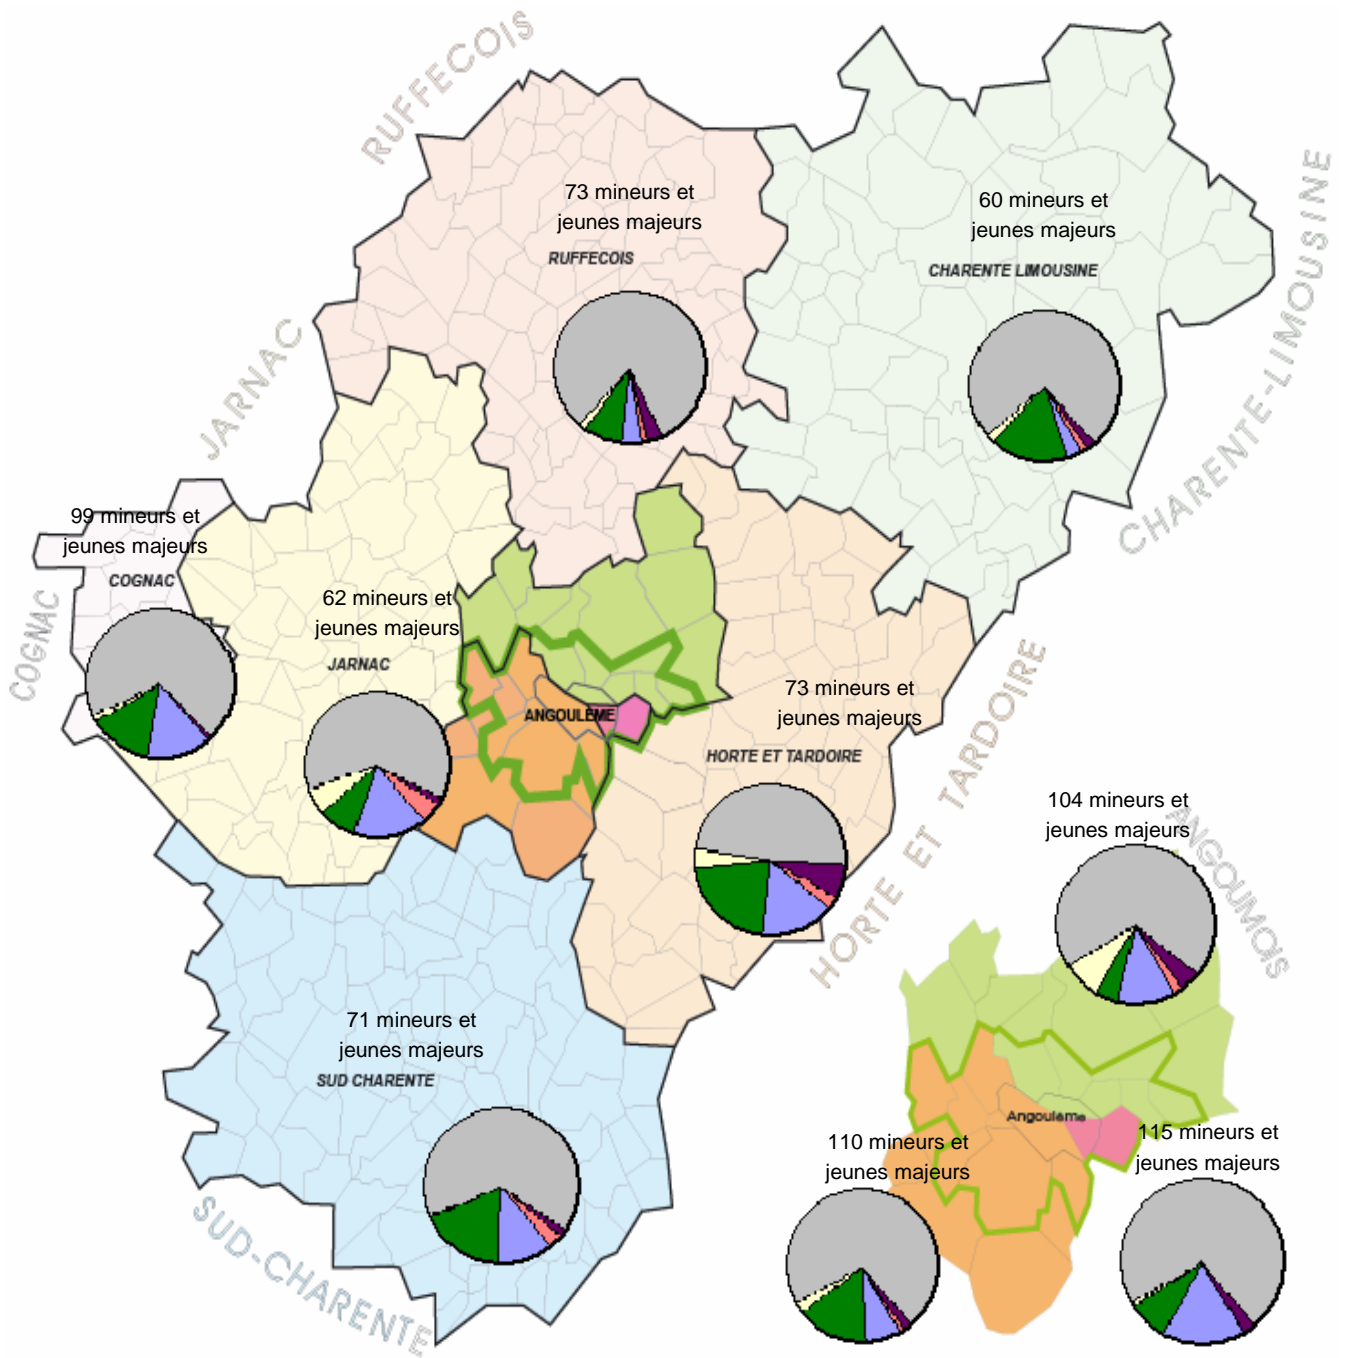 RUFFECOIS
73 mineurs et
jeunes majeurs
RUFFECOIS
60 mineurs et
jeunes majeurs
CHARENTE LIMOUSINE
CHARENTE-LIMOUSINE
JARNAC
99 mineurs et
jeunes majeurs
COGNAC
COGNAC
62 mineurs et
jeunes majeurs
JARNAC
ANGOULÊME
73 mineurs et
jeunes majeurs
HORTE ET TARDOIRE
HORTE ET TARDOIRE
104 mineurs et
jeunes majeurs
ANGOUMOIS
71 mineurs et
jeunes majeurs
SUD CHARENTE
SUD-CHARENTE
Angoulême
110 mineurs et
jeunes majeurs
115 mineurs et
jeunes majeurs